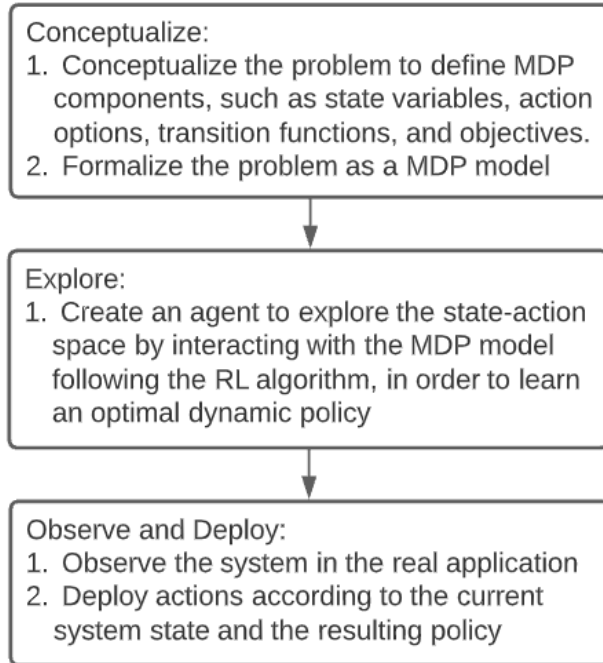 Conceptualize:
1. Conceptualize the problem to define MDP
components, such as state variables, action
options, transition functions, and objectives.
2. Formalize the problem as a MDP model
Explore:
1. Create an agent to explore the state-action
space by interacting with the MDP model
following the RL algorithm, in order to learn
an optimal dynamic policy
Observe and Deploy:
1. Observe the system in the real application
2. Deploy actions according to the current
system state and the resulting policy